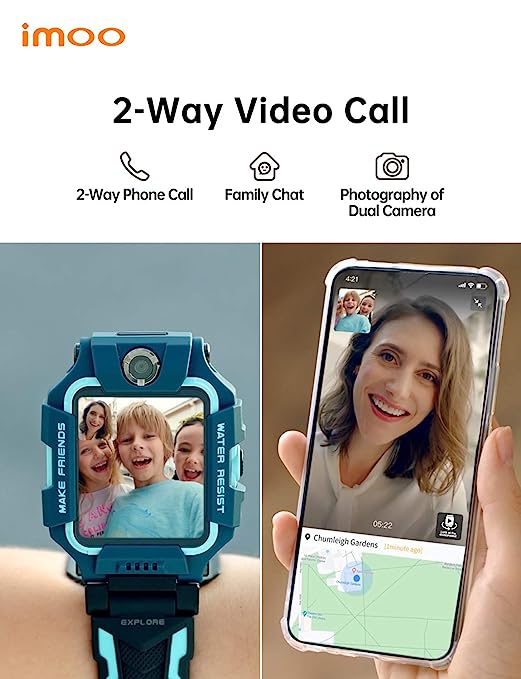 imoo
2-Way Video Call
2-Way Phone Call
Family Chat
Photography of
Dual Camera
MAKE FRIENDS
WATER RESIST
EXPLORE
4:21
05:22
Chumleigh Gardens
[1minute ago]